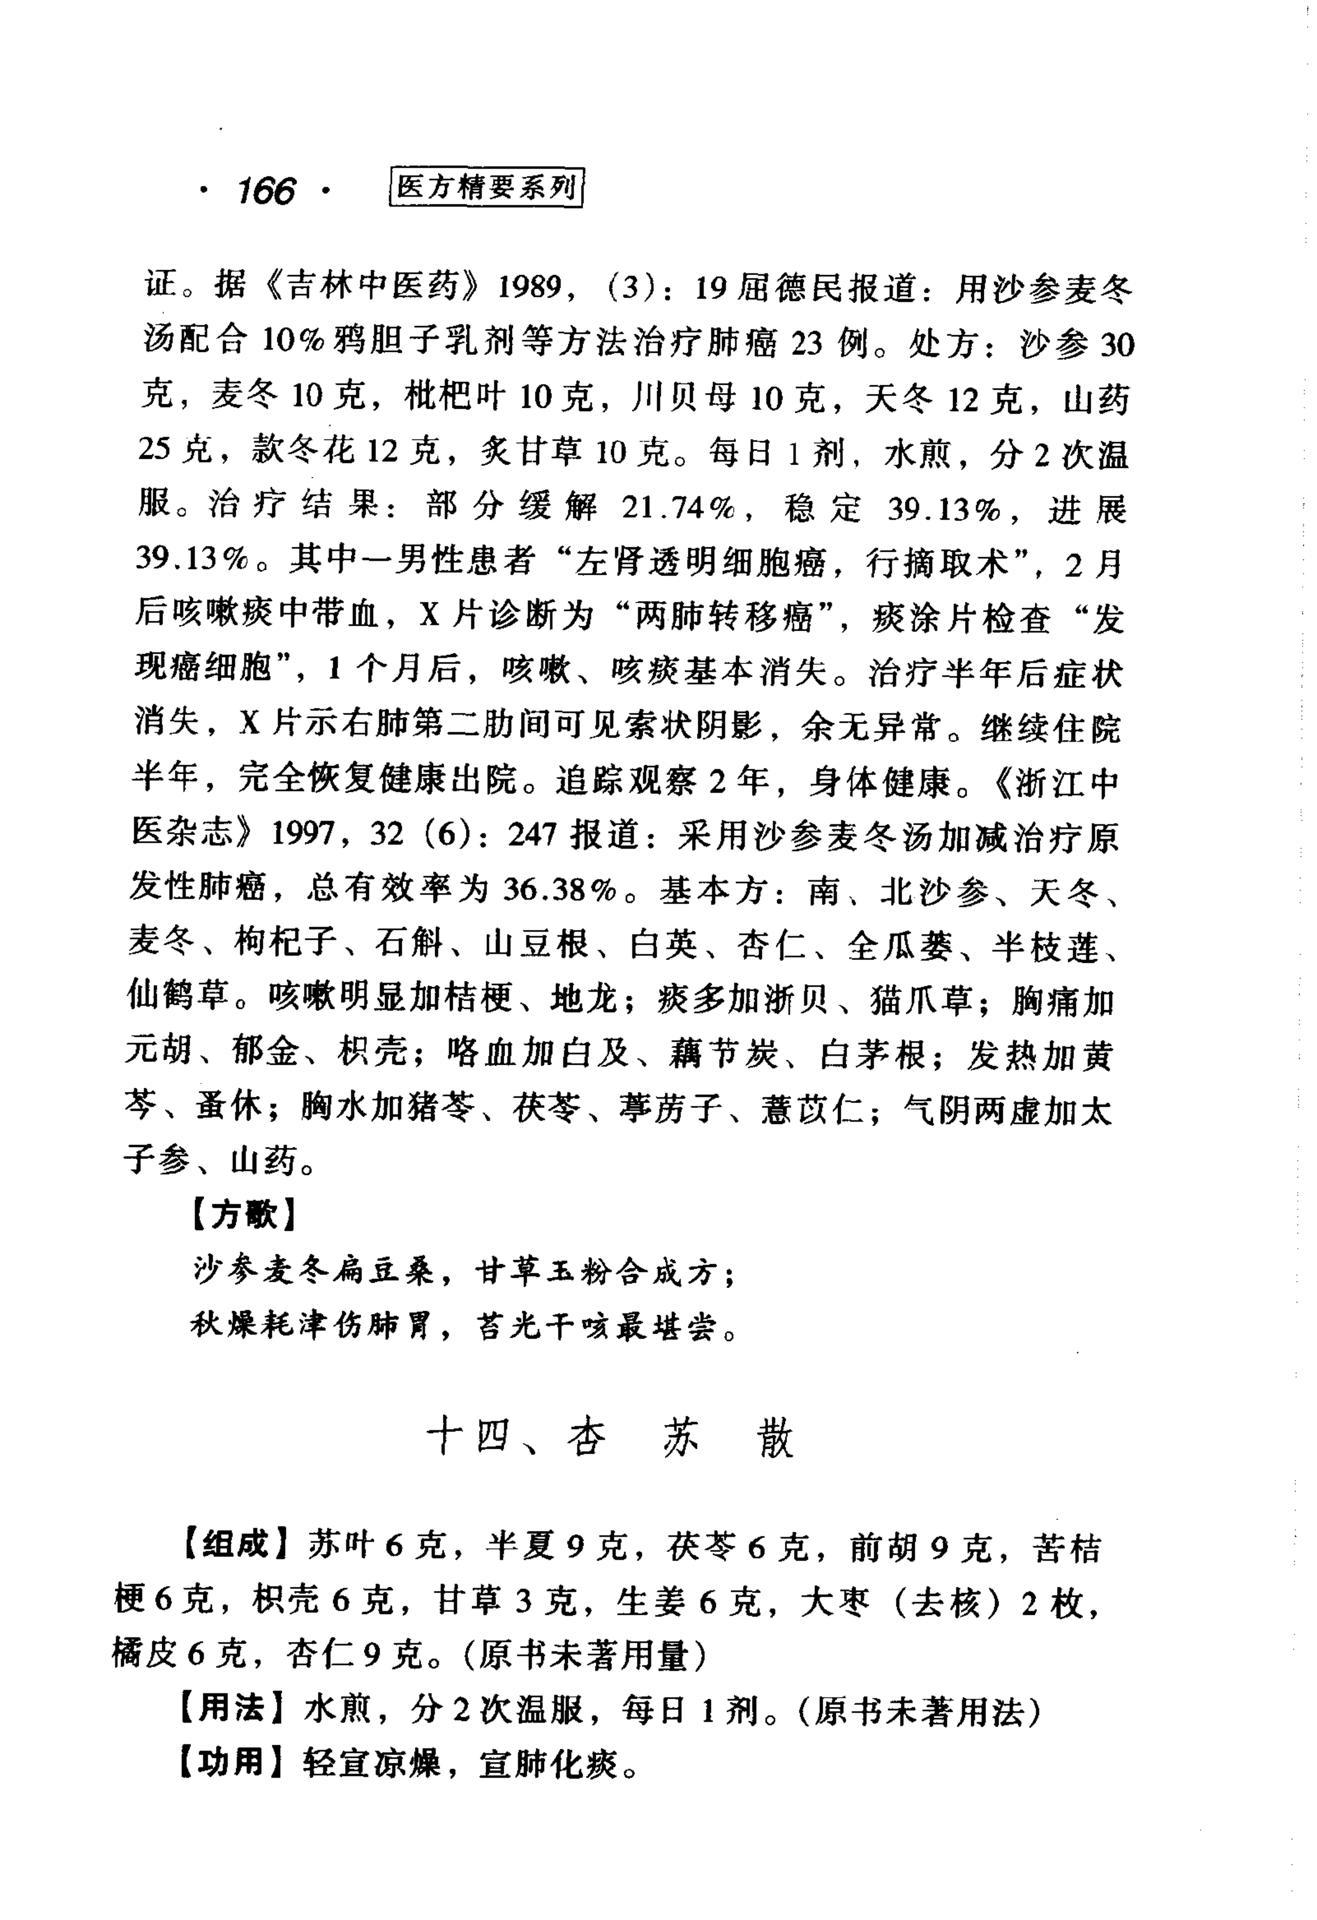 · 166 · 医方精要系列
证。据《吉林中医药》1989，（3）：19 屈德民报道：用沙参麦冬
汤配合 10%鸦胆子乳剂等方法治疗肺癌 23 例。处方：沙参 30
克，麦冬 10 克，枇杷叶 10 克，川贝母 10 克，天冬 12 克，山药
25 克，款冬花 12 克，炙甘草 10 克。每日 1 剂，水煎，分 2 次温
服。治疗结果：部分缓解 21.74%，稳定 39.13%，进展
39.13%。其中一男性患者“左肾透明细胞癌，行摘取术”，2 月
后咳嗽痰中带血，X 片诊断为“两肺转移癌”，痰涂片检查“发
现癌细胞”，1 个月后，咳嗽、咳痰基本消失。治疗半年后症状
消失，X 片示右肺第二肋间可见索状阴影，余无异常。继续住院
半年，完全恢复健康出院。追踪观察 2 年，身体健康。《浙江中
医杂志》1997，32（6）：247 报道：采用沙参麦冬汤加减治疗原
发性肺癌，总有效率为 36.38%。基本方：南、北沙参、天冬、
麦冬、枸杞子、石斛、山豆根、白英、杏仁、全瓜蒌、半枝莲、
仙鹤草。咳嗽明显加桔梗、地龙；痰多加浙贝、猫爪草；胸痛加
元胡、郁金、枳壳；咯血加白及、藕节炭、白茅根；发热加黄
芩、蚤休；胸水加猪苓、茯苓、葶苈子、薏苡仁；气阴两虚加太
子参、山药。
【方歌】
沙参麦冬扁豆桑，甘草玉粉合成方；
秋燥耗津伤肺胃，苔光干咳最堪尝。
十四、杏 苏 散
【组成】苏叶 6 克，半夏 9 克，茯苓 6 克，前胡 9 克，苦桔
梗 6 克，枳壳 6 克，甘草 3 克，生姜 6 克，大枣（去核）2 枚，
橘皮 6 克，杏仁 9 克。（原书未著用量）
【用法】水煎，分 2 次温服，每日 1 剂。（原书未著用法）
【功用】轻宣凉燥，宣肺化痰。